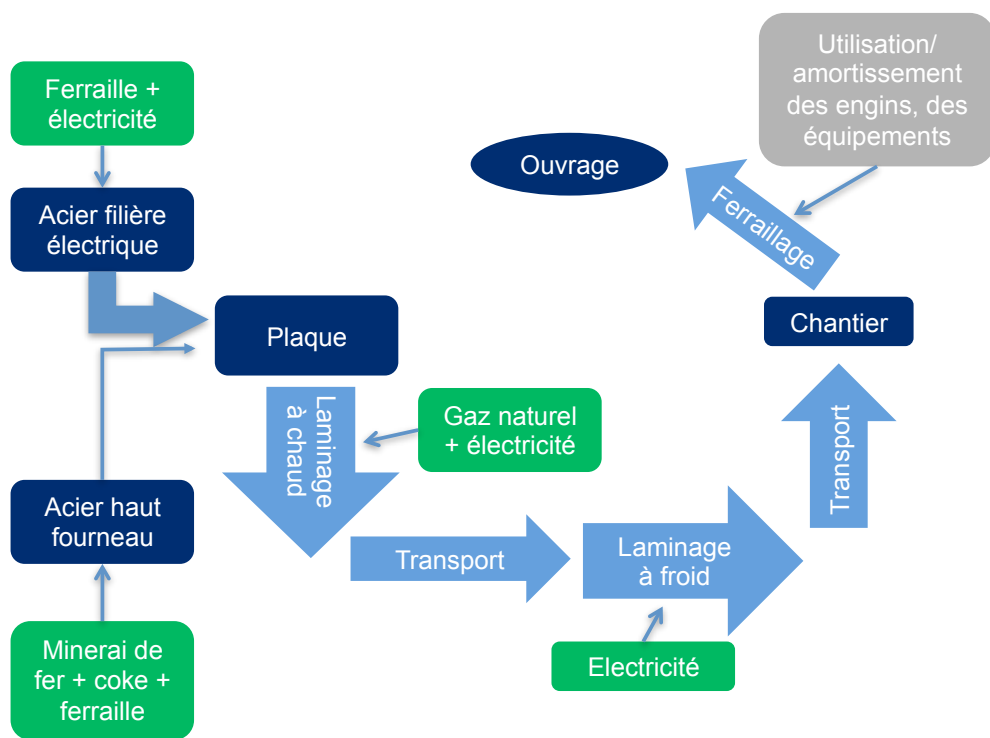 Ferraille +
électricité
Acier filière
électrique
Acier haut
fourneau
Minerai de
fer + coke +
ferraille
Plaque
Laminage
à chaud
Gaz naturel
+ électricité
Transport
Laminage
à froid
Electricité
Transport
Chantier
Ferraillage
Utilisation/
amortissement
des engins, des
équipements
Ouvrage